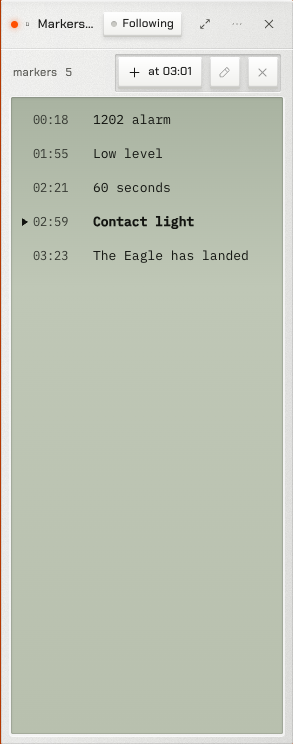 Markers... Following
markers 5 + at 03:01
00:18 1202 alarm
01:55 Low level
02:21 60 seconds
02:59 Contact light
03:23 The Eagle has landed